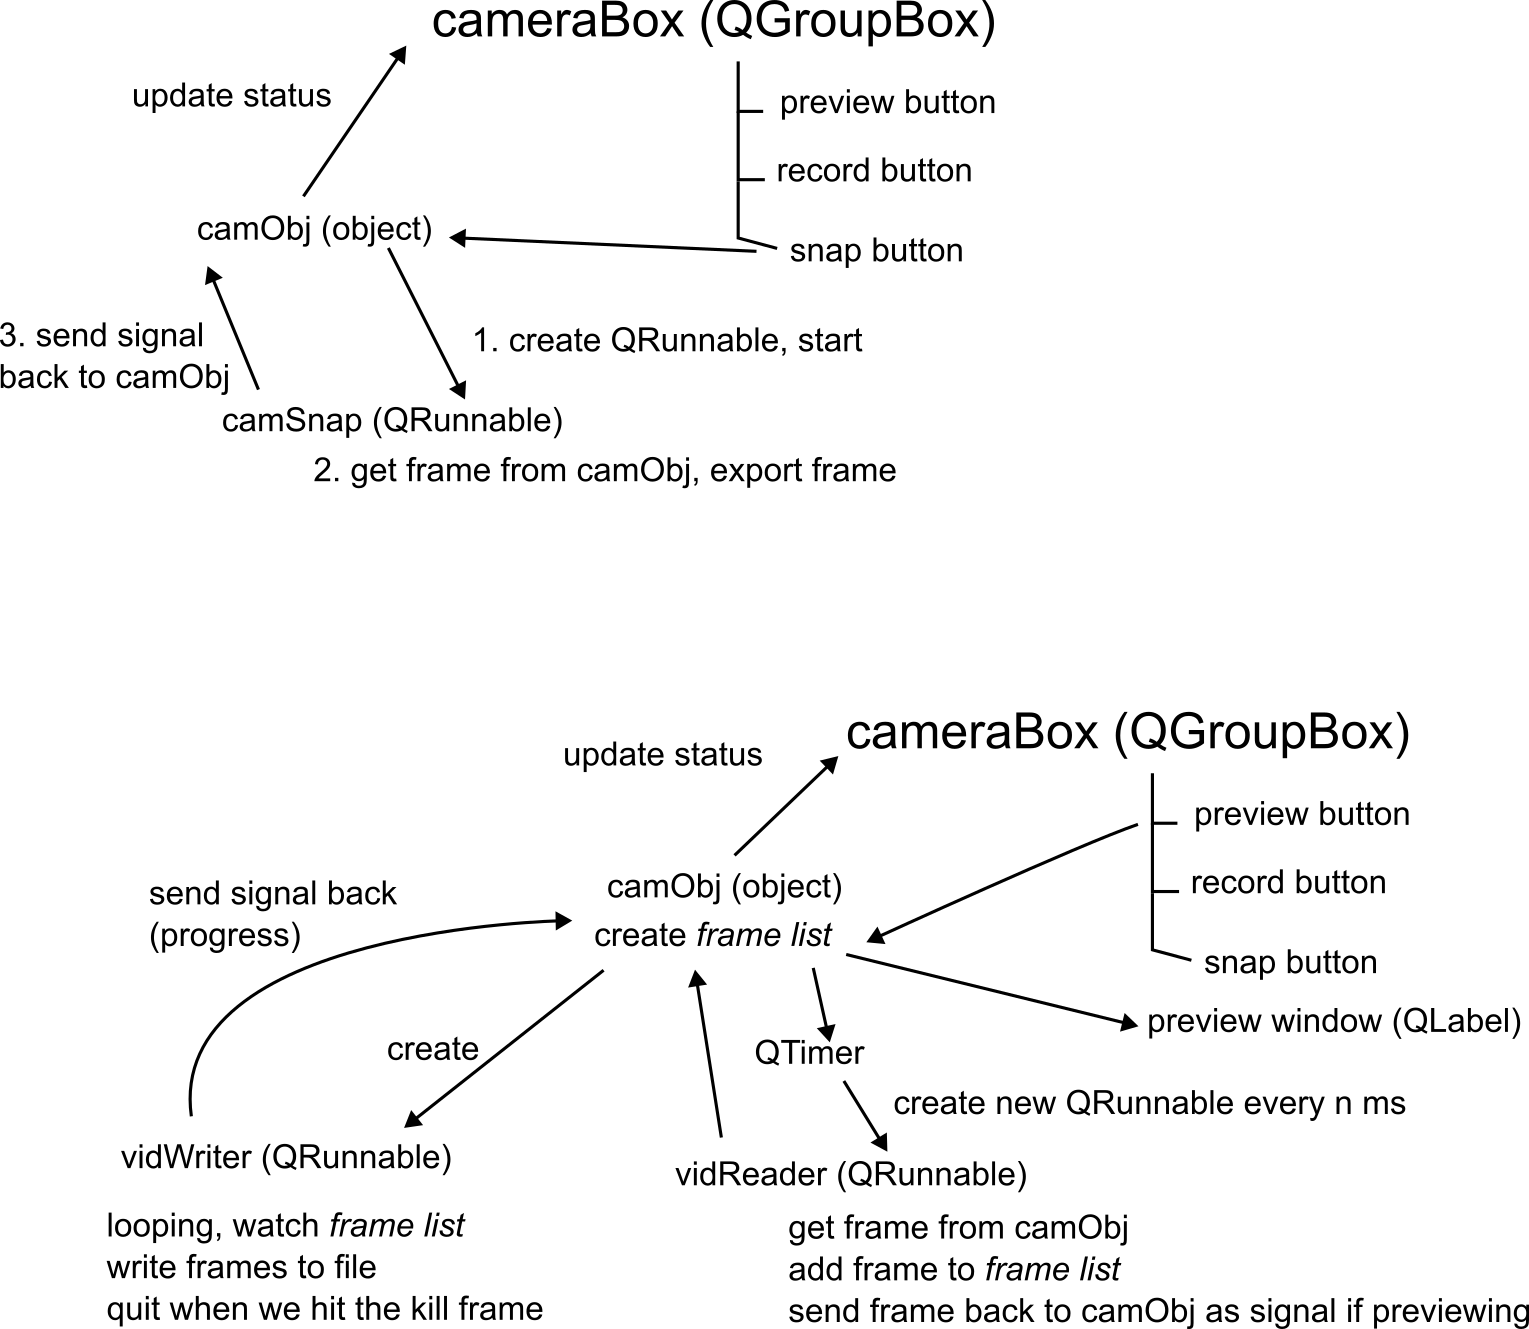 cameraBox (QGroupBox)
update status
preview button
record button
camObj (object)
snap button
3. send signal
back to camObj
1. create QRunnable, start
camSnap (QRunnable)
2. get frame from camObj, export frame
cameraBox (QGroupBox)
update status
preview button
camObj (object)
record button
send signal back
(progress)
create frame list
snap button
preview window (QLabel)
create
QTimer
create new QRunnable every n ms
vidWriter (QRunnable)
vidReader (QRunnable)
looping, watch frame list
write frames to file
quit when we hit the kill frame
get frame from camObj
add frame to frame list
send frame back to camObj as signal if previewing